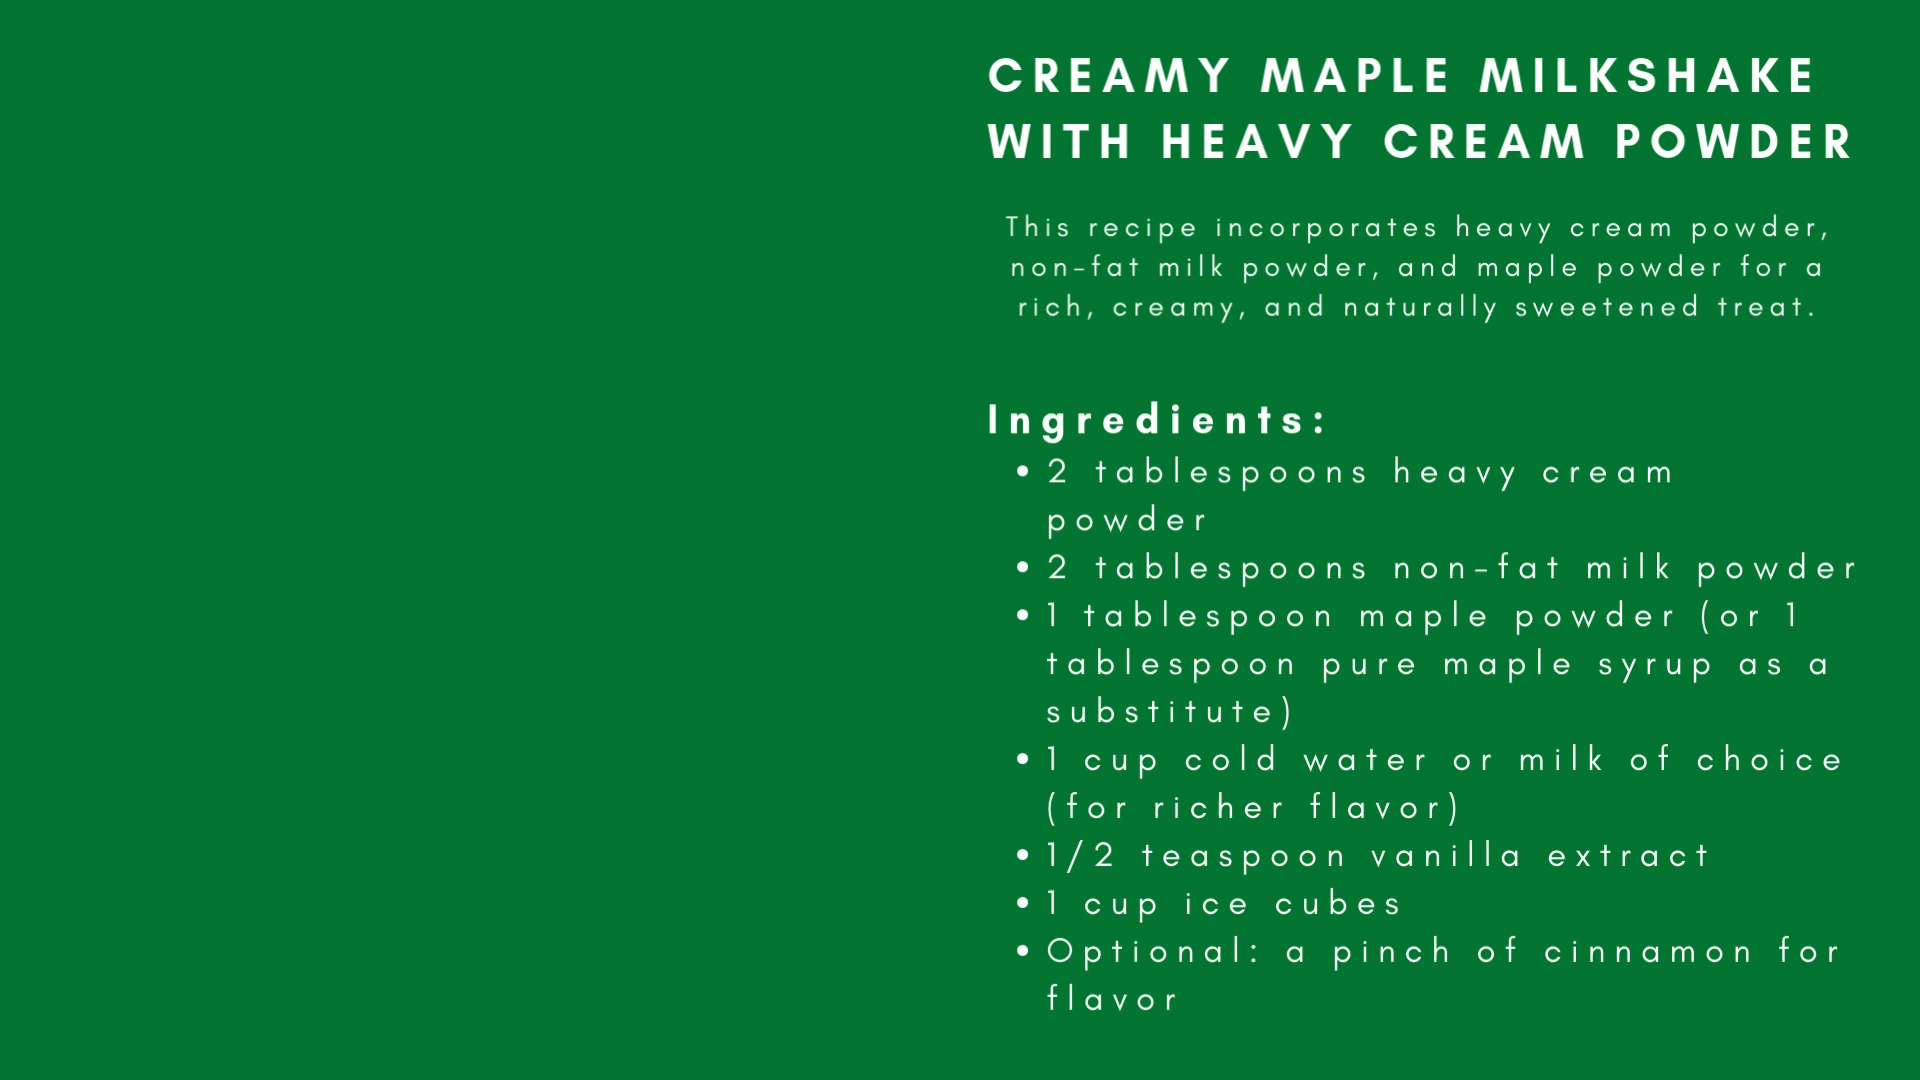 CREAMY MAPLE MILKSHAKE
WITH HEAVY CREAM POWDER
This recipe incorporates heavy cream powder,
non-fat milk powder, and maple powder for a
rich, creamy, and naturally sweetened treat.
Ingredients:
• 2 tablespoons heavy cream
powder
• 2 tablespoons non-fat milk powder
• 1 tablespoon maple powder (or 1
tablespoon pure maple syrup as a
substitute)
• 1 cup cold water or milk of choice
(for richer flavor)
• 1/2 teaspoon vanilla extract
• 1 cup ice cubes
• Optional: a pinch of cinnamon for
flavor